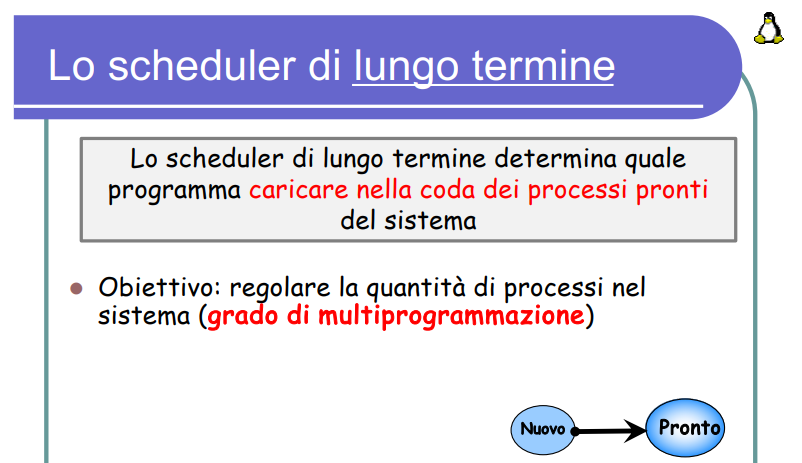 Lo scheduler di lungo termine
Lo scheduler di lungo termine determina quale
programma caricare nella coda dei processi pronti
del sistema
Obiettivo: regolare la quantità di processi nel
sistema (grado di multiprogrammazione)
Nuovo
Pronto